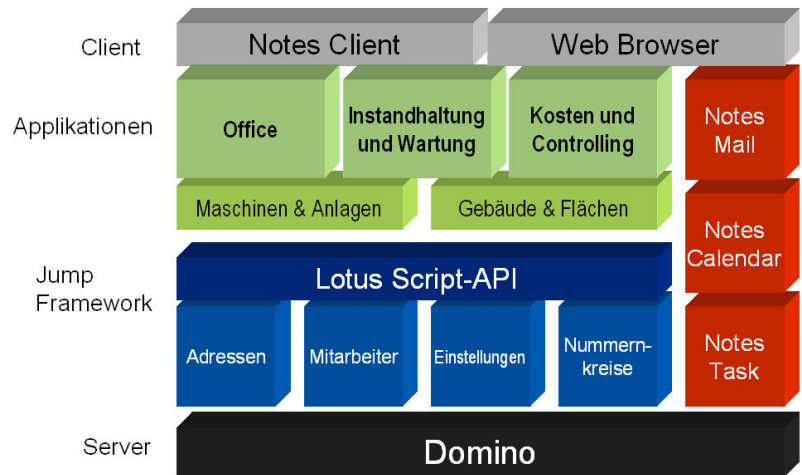 Client
Notes Client
Web Browser
Applikationen
Office
Instandhaltung
und Wartung
Kosten und
Controlling
Notes
Mail
Maschinen & Anlagen
Gebäude & Flächen
Notes
Calendar
Jump
Framework
Lotus Script-API
Adressen
Mitarbeiter
Einstellungen
Nummern-
kreise
Notes
Task
Server
Domino